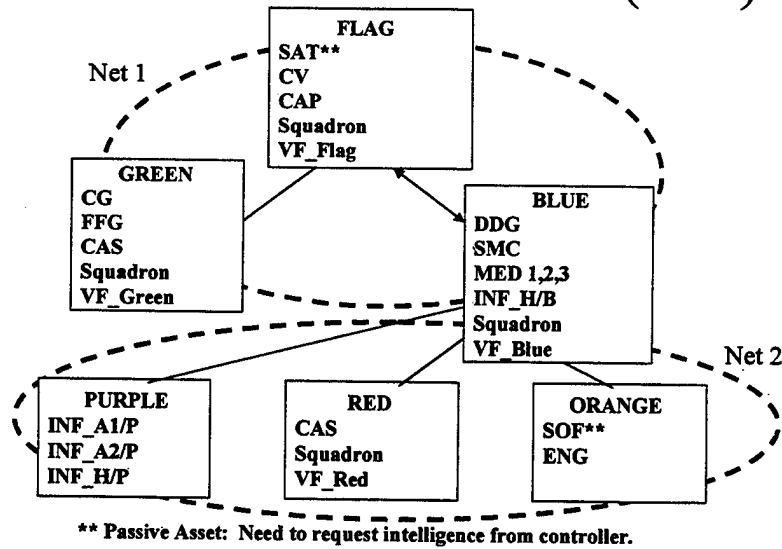 FLAG
SAT**
CV
CAP
Squadron
VF_Flag
Net 1
GREEN
CG
FFG
CAS
Squadron
VF_Green
BLUE
DDG
SMC
MED 1,2,3
INF_H/B
Squadron
VF_Blue
Net 2
PURPLE
INF_A1/P
INF_A2/P
INF_H/P
RED
CAS
Squadron
VF_Red
ORANGE
SOF**
ENG
** Passive Asset: Need to request intelligence from controller.